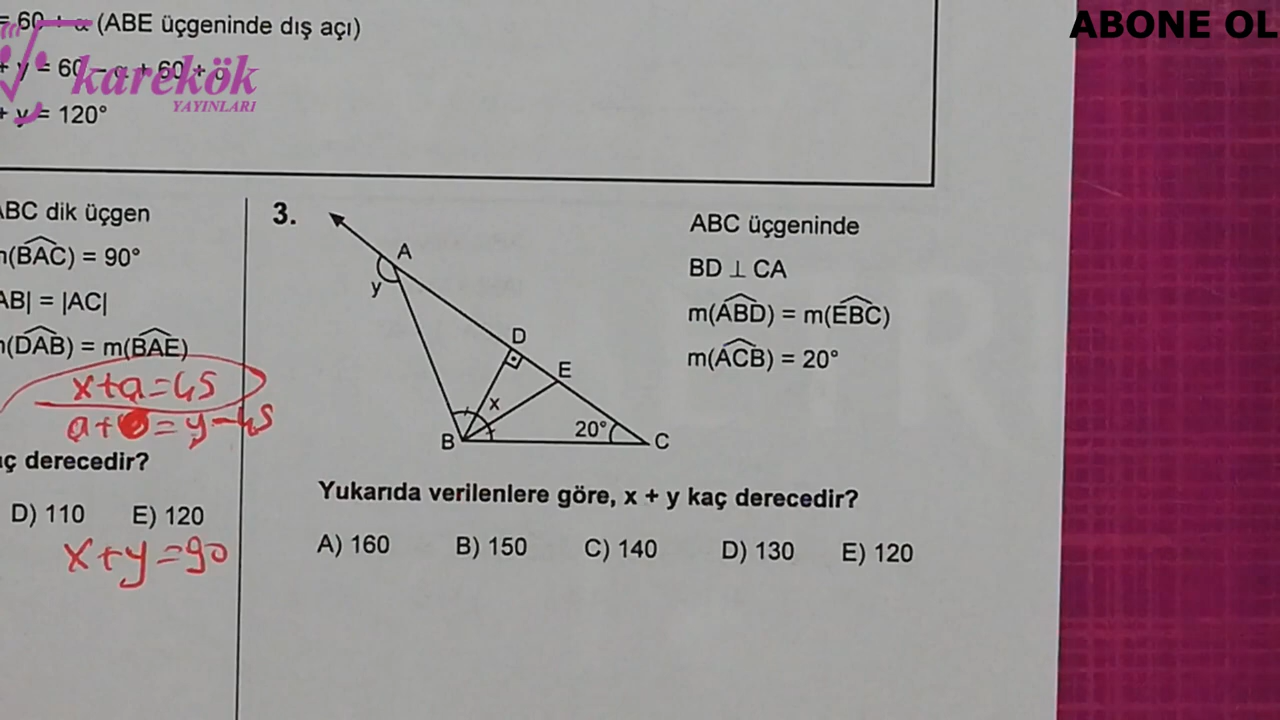 ABONE OL
= 60 + α (ABE üçgeninde dış açı)
+ y = 60 - α + 60 + α
+ y = 120°
karekök
YAYINLARI
ABC dik üçgen
m(BAC) = 90°
|AB| = |AC|
m(DAB) = m(BAE)
x+a=45
a+ = y-45
kaç derecedir?
D) 110 E) 120
x+y=90
3.
A
y
D
E
x
B
20°
C
ABC üçgeninde
BD ⊥ CA
m(ABD) = m(EBC)
m(ACB) = 20°
Yukarıda verilenlere göre, x + y kaç derecedir?
A) 160 B) 150 C) 140 D) 130 E) 120